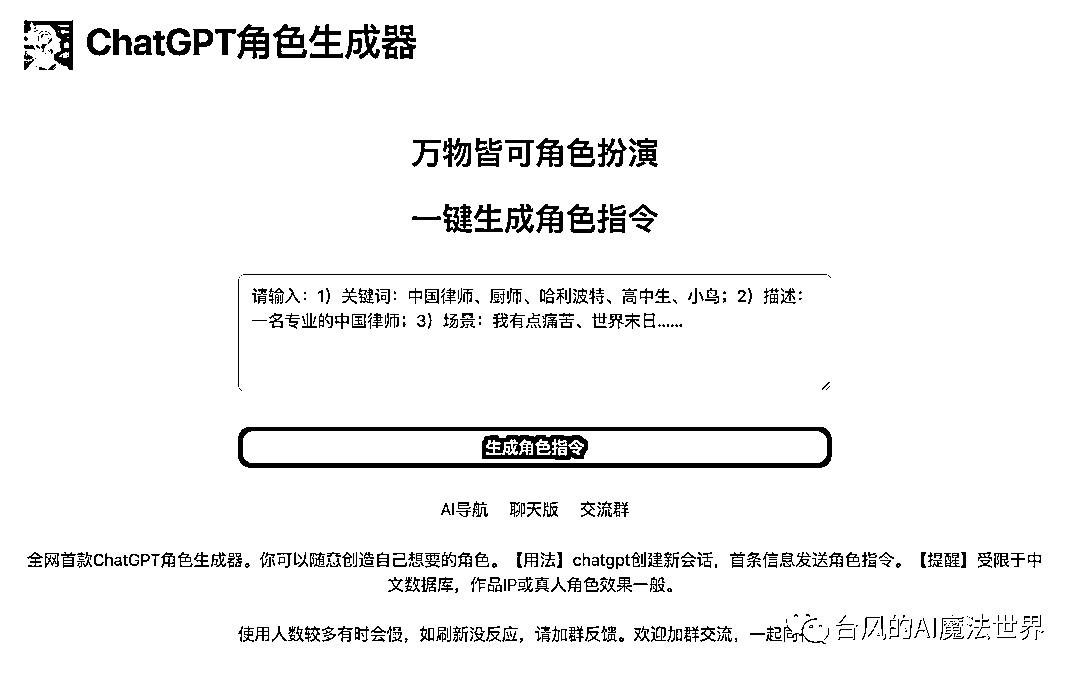 ChatGPT角色生成器
万物皆可角色扮演
一键生成角色指令
请输入：1）关键词：中国律师、厨师、哈利波特、高中生、小鸟；2）描述：
一名专业的中国律师；3）场景：我有点痛苦、世界末日......
生成角色指令
AI导航 聊天版 交流群
全网首款ChatGPT角色生成器。你可以随意创造自己想要的角色。【用法】chatgpt创建新会话，首条信息发送角色指令。【提醒】受限于中
文数据库，作品IP或真人角色效果一般。
使用人数较多有时会慢，如刷新没反应，请加群反馈。欢迎加群交流，一起
台风的AI魔法世界